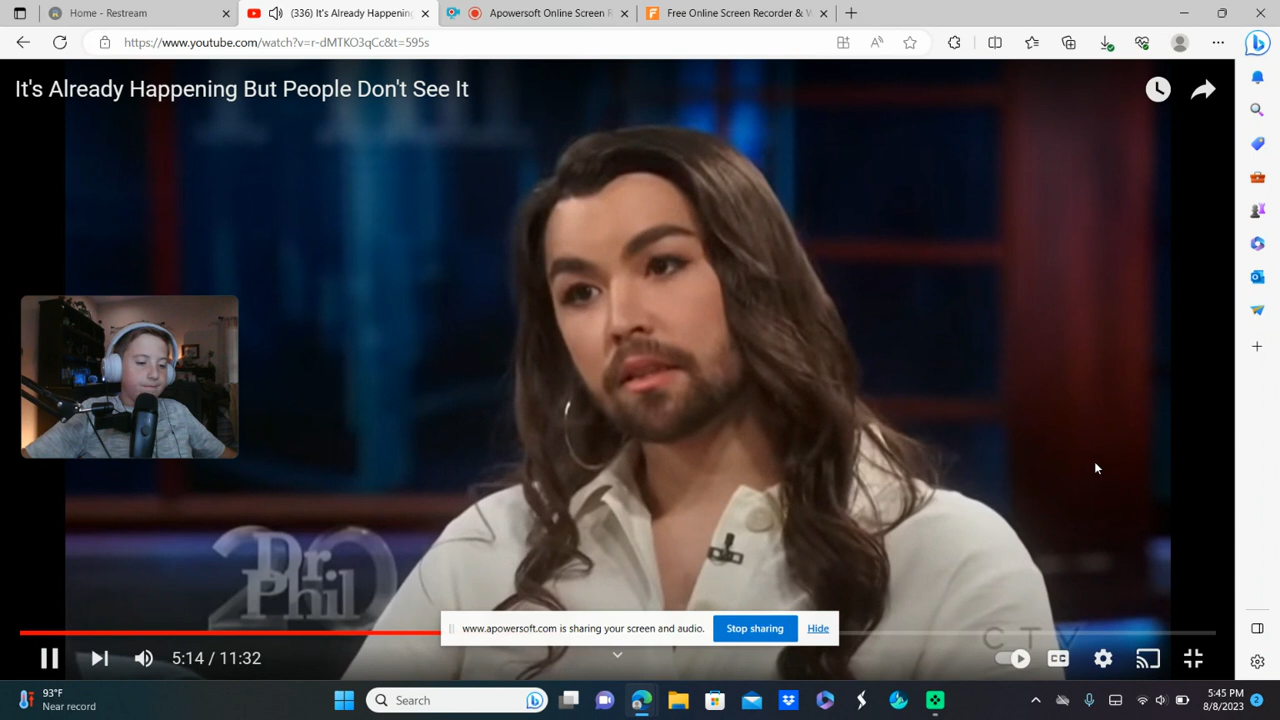 Home - Restream
(336) It's Already Happening
Apowersoft Online Screen R
Free Online Screen Recorder & V
https://www.youtube.com/watch?v=r-dMTKO3qCc&t=595s
It's Already Happening But People Don't See It
20
Dr.
Phil
CTV
www.apowersoft.com is sharing your screen and audio.
Stop sharing
Hide
5:14 / 11:32
CC
93°F
Near record
Search
5:45 PM
8/8/2023
2